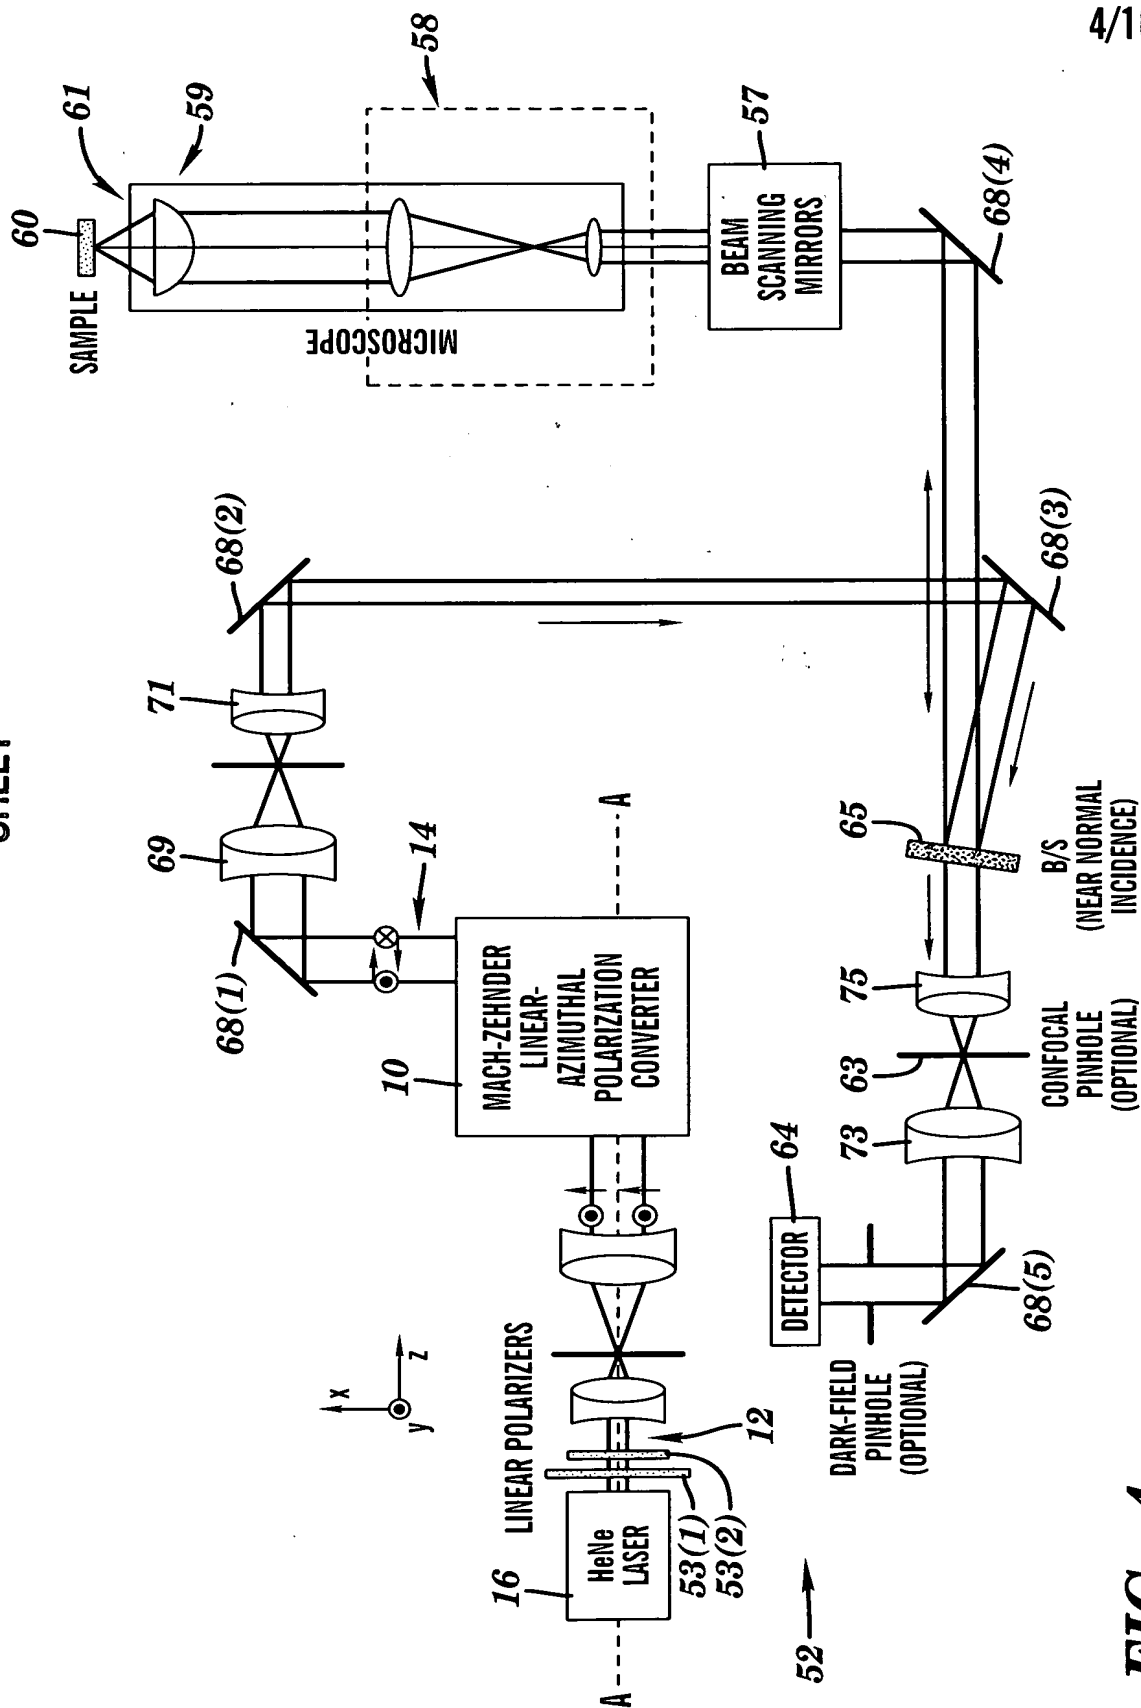 4/1
58
61
59
60
SAMPLE
MICROSCOPE
57
BEAM
SCANNING
MIRRORS
68(4)
68(2)
68(3)
71
69
14
68(1)
10
MACH-ZEHNDER
LINEAR-
AZIMUTHAL
POLARIZATION
CONVERTER
A
65
B/S
(NEAR NORMAL
INCIDENCE)
75
63
CONFOCAL
PINHOLE
(OPTIONAL)
73
64
DETECTOR
68(5)
DARK-FIELD
PINHOLE
(OPTIONAL)
x
z
y
LINEAR POLARIZERS
12
53(1)
53(2)
16
HeNe
LASER
52
A